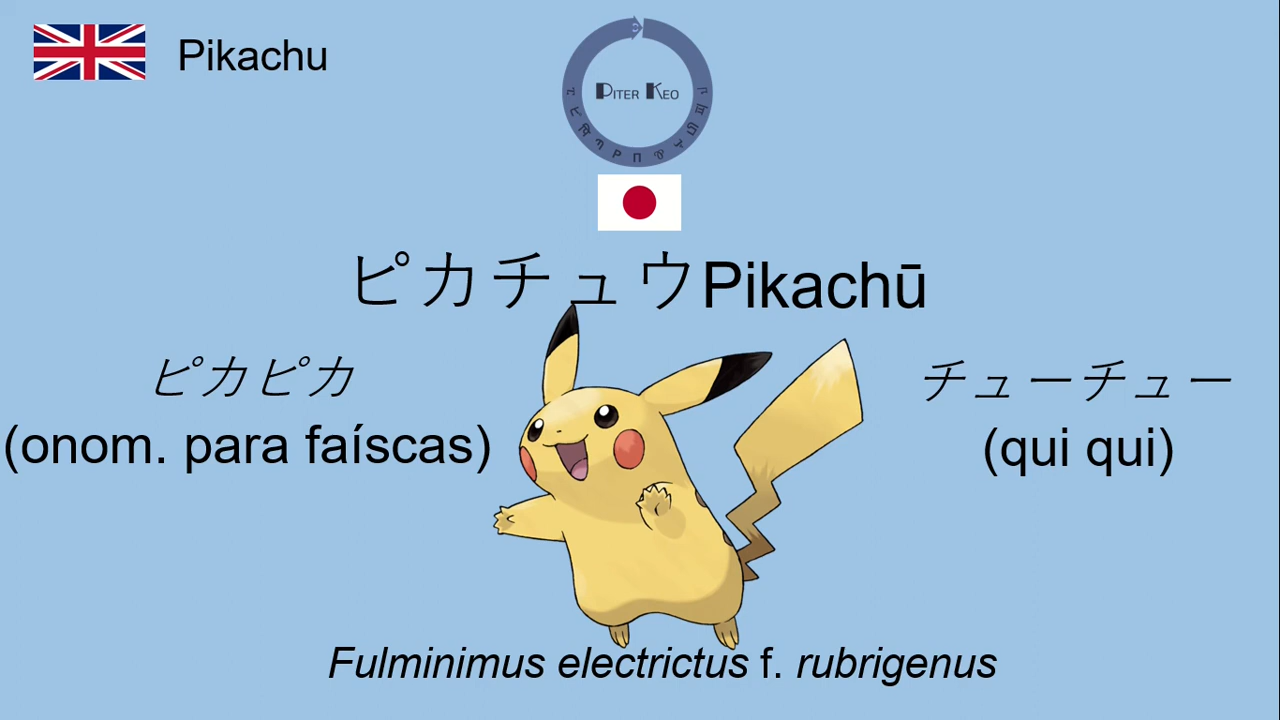 Pikachu
PITER KEO
ピカチュウPikachū
ピカピカ
チューチュー
(onom. para faíscas)
(qui qui)
Fulminimus electrictus f. rubrigenus